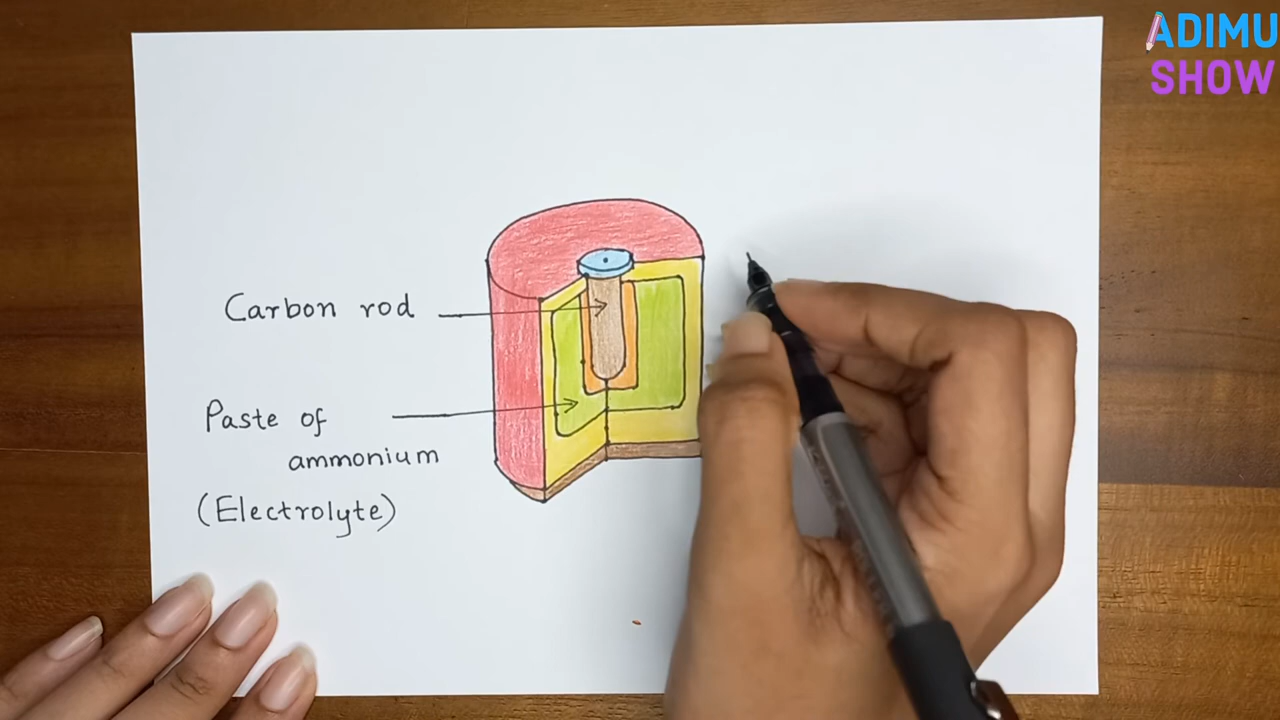 ADIMU
SHOW
Carbon rod
Paste of
ammonium
(Electrolyte)